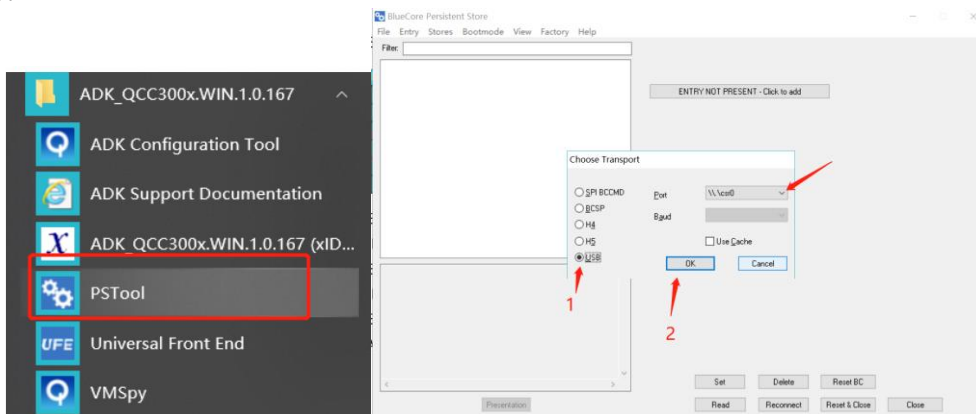 ADK_QCC300x.WIN.1.0.167
ADK Configuration Tool
ADK Support Documentation
ADK_QCC300x.WIN.1.0.167 (xID...
PSTool
UFE Universal Front End
VMSpy
BlueCore Persistent Store
File Entry Stores Bootmode View Factory Help
Filter:
ENTRY NOT PRESENT - Click to add
Choose Transport
SPI BCCMD
BCSP
H4
H5
USB
Port \\.\csr0
Baud
Use Cache
OK Cancel
1
2
Set Delete Reset BC
Presentation Read Reconnect Reset & Close Close